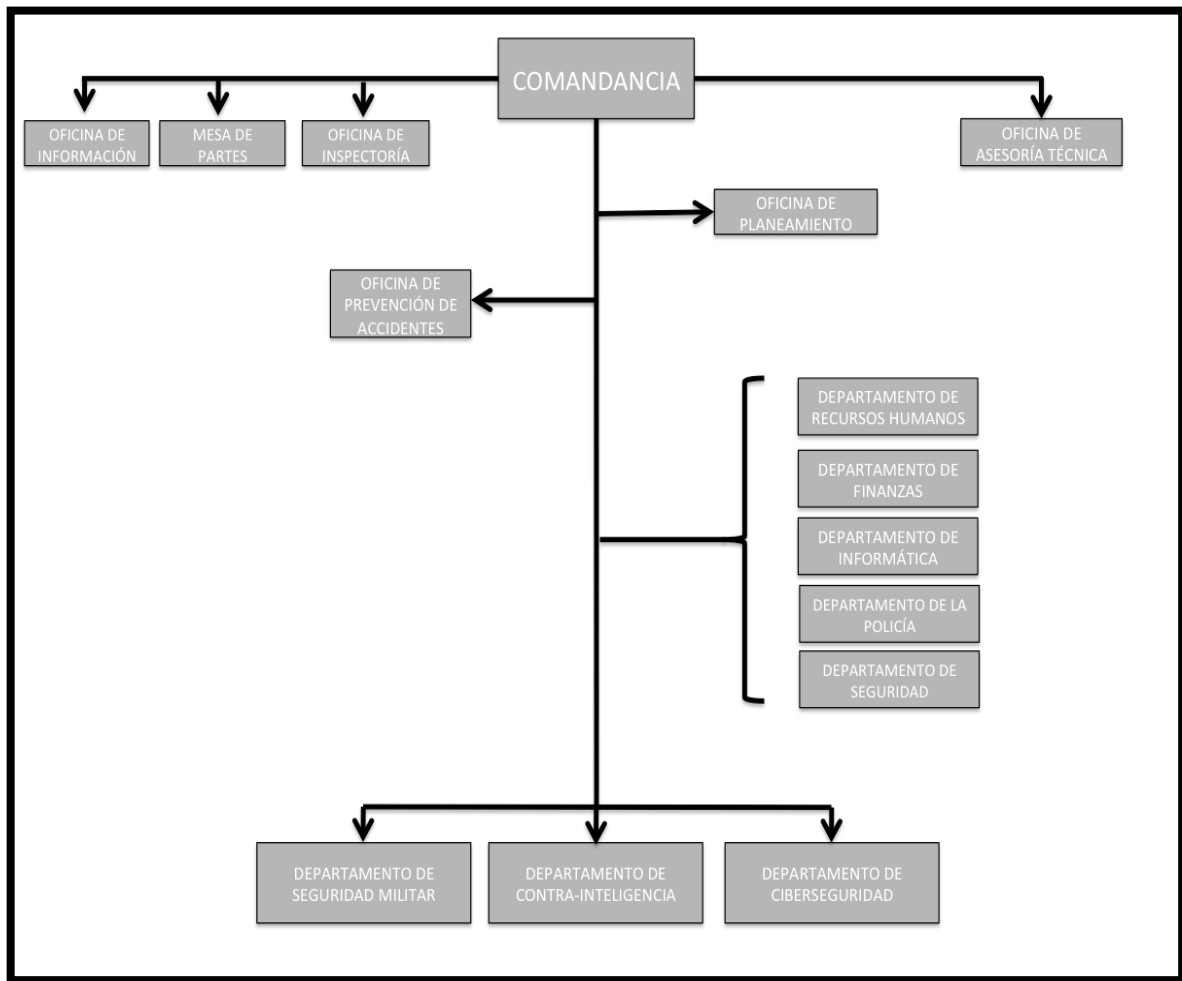 COMANDANCIA
OFICINA DE
INFORMACIÓN
MESA DE
PARTES
OFICINA DE
INSPECTORÍA
OFICINA DE
ASESORÍA TÉCNICA
OFICINA DE
PLANEAMIENTO
OFICINA DE
PREVENCIÓN DE
ACCIDENTES
DEPARTAMENTO DE
RECURSOS HUMANOS
DEPARTAMENTO DE
FINANZAS
DEPARTAMENTO DE
INFORMÁTICA
DEPARTAMENTO DE LA
POLICÍA
DEPARTAMENTO DE
SEGURIDAD
DEPARTAMENTO DE
SEGURIDAD MILITAR
DEPARTAMENTO DE
CONTRA-INTELIGENCIA
DEPARTAMENTO DE
CIBERSEGURIDAD